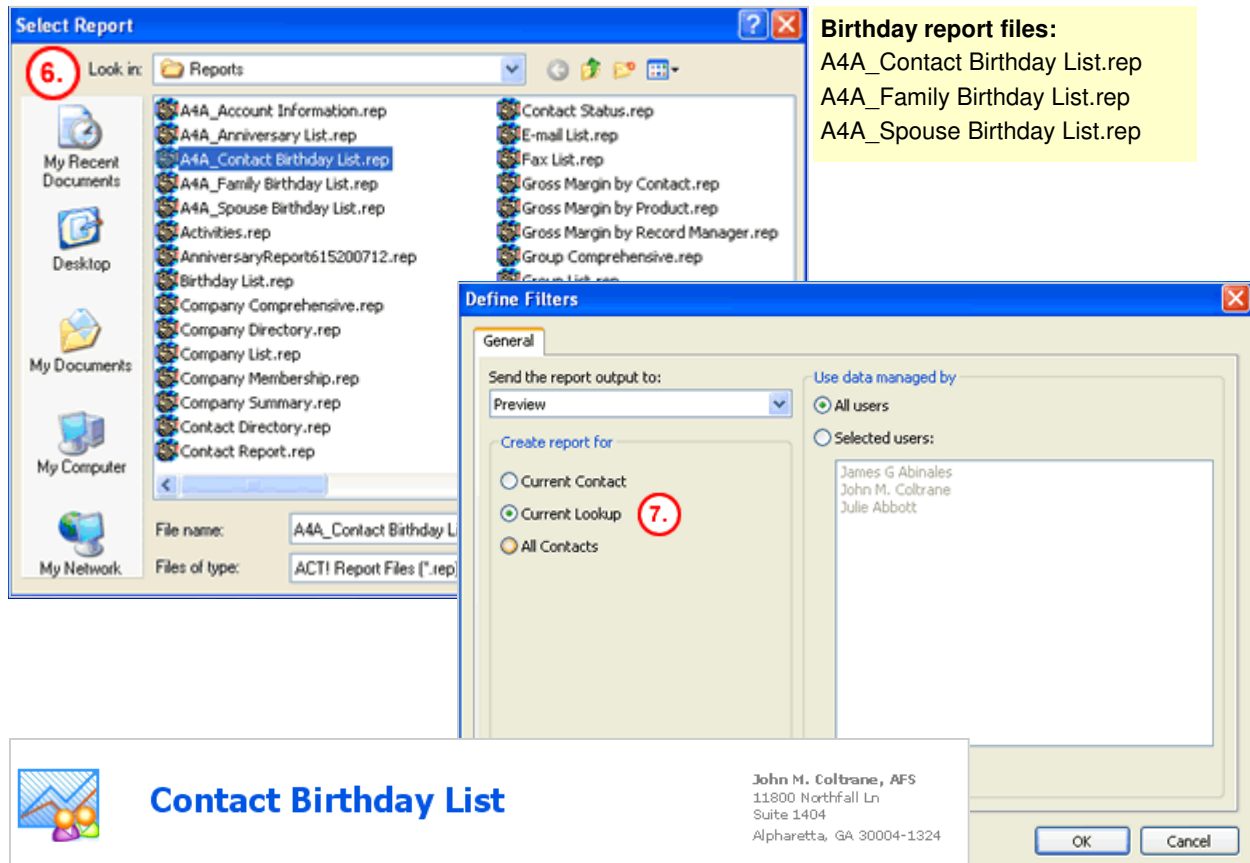 Select Report
6.
Look in:
Reports
My Recent
Documents
Desktop
My Documents
My Computer
My Network
A4A_Account Information.rep
A4A_Anniversary List.rep
A4A_Contact Birthday List.rep
A4A_Family Birthday List.rep
A4A_Spouse Birthday List.rep
Activities.rep
AnniversaryReport615200712.rep
Birthday List.rep
Company Comprehensive.rep
Company Directory.rep
Company List.rep
Company Membership.rep
Company Summary.rep
Contact Directory.rep
Contact Report.rep
Contact Status.rep
E-mail List.rep
Fax List.rep
Gross Margin by Contact.rep
Gross Margin by Product.rep
Gross Margin by Record Manager.rep
Group Comprehensive.rep
Group List.rep
File name:
A4A_Contact Birthday Li
Files of type:
ACT! Report Files (*.rep)
Birthday report files:
A4A_Contact Birthday List.rep
A4A_Family Birthday List.rep
A4A_Spouse Birthday List.rep
Define Filters
General
Send the report output to:
Preview
Create report for
Current Contact
Current Lookup
7.
All Contacts
Use data managed by
All users
Selected users:
James G Abinales
John M. Coltrane
Julie Abbott
OK
Cancel
Contact Birthday List
John M. Coltrane, AFS
11800 Northfall Ln
Suite 1404
Alpharetta, GA 30004-1324